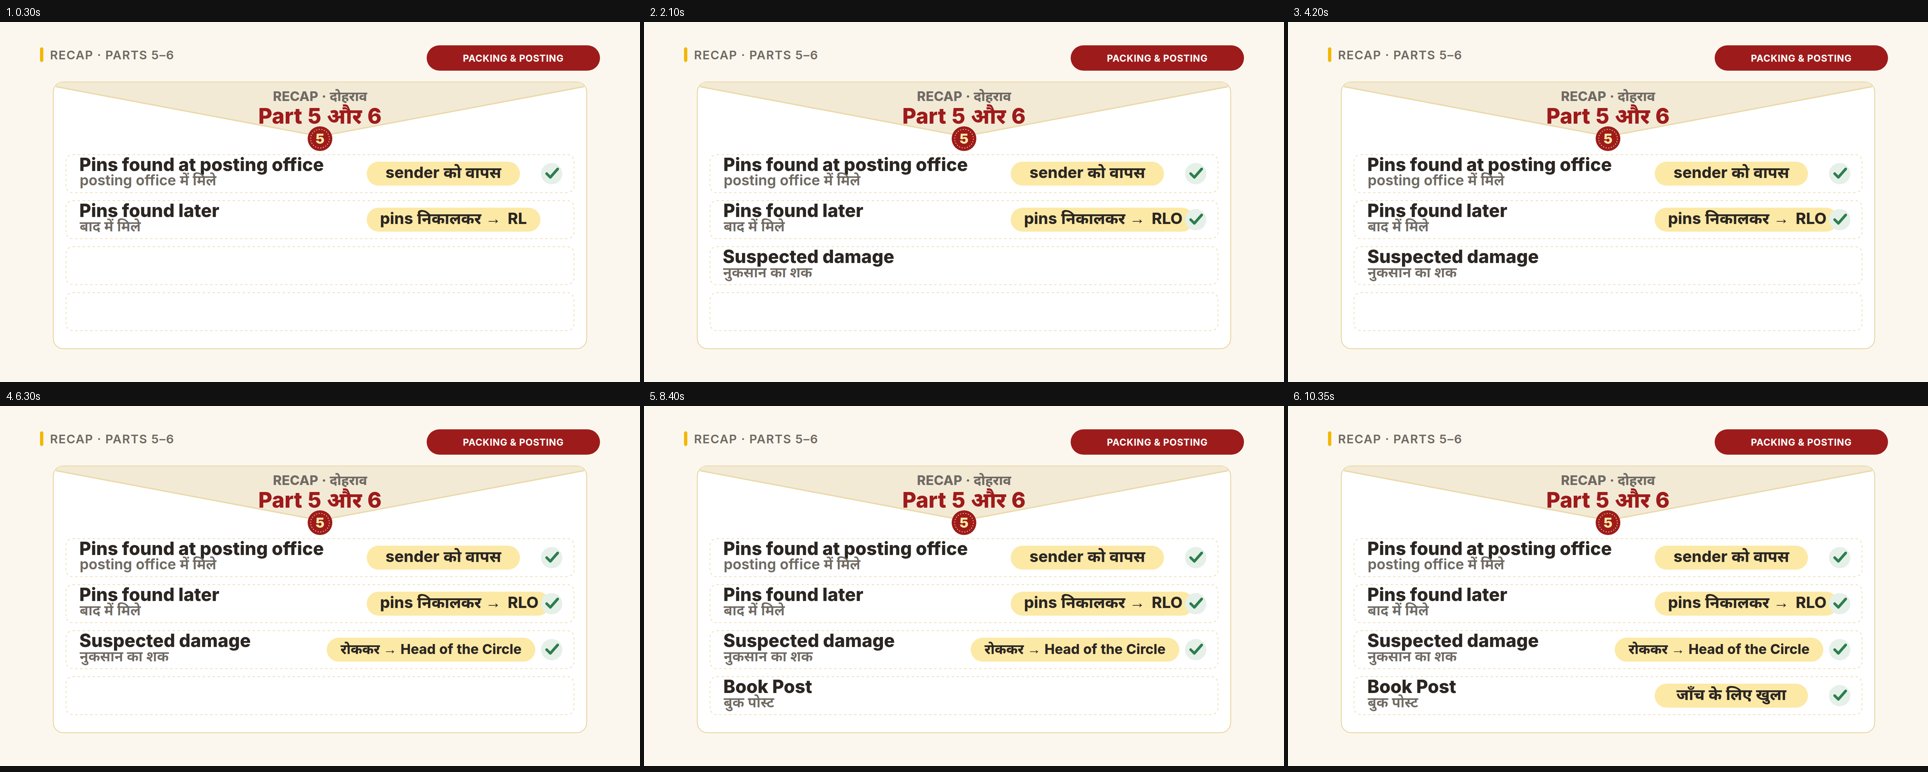 1. 0.30s
RECAP · PARTS 5–6
PACKING & POSTING
RECAP · दोहराव
Part 5 और 6
5
Pins found at posting office
posting office में मिले
sender को वापस
Pins found later
बाद में मिले
pins निकालकर → RL
2. 2.10s
RECAP · PARTS 5–6
PACKING & POSTING
RECAP · दोहराव
Part 5 और 6
5
Pins found at posting office
posting office में मिले
sender को वापस
Pins found later
बाद में मिले
pins निकालकर → RLO
Suspected damage
नुकसान का शक
3. 4.20s
RECAP · PARTS 5–6
PACKING & POSTING
RECAP · दोहराव
Part 5 और 6
5
Pins found at posting office
posting office में मिले
sender को वापस
Pins found later
बाद में मिले
pins निकालकर → RLO
Suspected damage
नुकसान का शक
4. 6.30s
RECAP · PARTS 5–6
PACKING & POSTING
RECAP · दोहराव
Part 5 और 6
5
Pins found at posting office
posting office में मिले
sender को वापस
Pins found later
बाद में मिले
pins निकालकर → RLO
Suspected damage
नुकसान का शक
रोककर → Head of the Circle
5. 8.40s
RECAP · PARTS 5–6
PACKING & POSTING
RECAP · दोहराव
Part 5 और 6
5
Pins found at posting office
posting office में मिले
sender को वापस
Pins found later
बाद में मिले
pins निकालकर → RLO
Suspected damage
नुकसान का शक
रोककर → Head of the Circle
Book Post
बुक पोस्ट
6. 10.35s
RECAP · PARTS 5–6
PACKING & POSTING
RECAP · दोहराव
Part 5 और 6
5
Pins found at posting office
posting office में मिले
sender को वापस
Pins found later
बाद में मिले
pins निकालकर → RLO
Suspected damage
नुकसान का शक
रोककर → Head of the Circle
Book Post
बुक पोस्ट
जाँच के लिए खुला